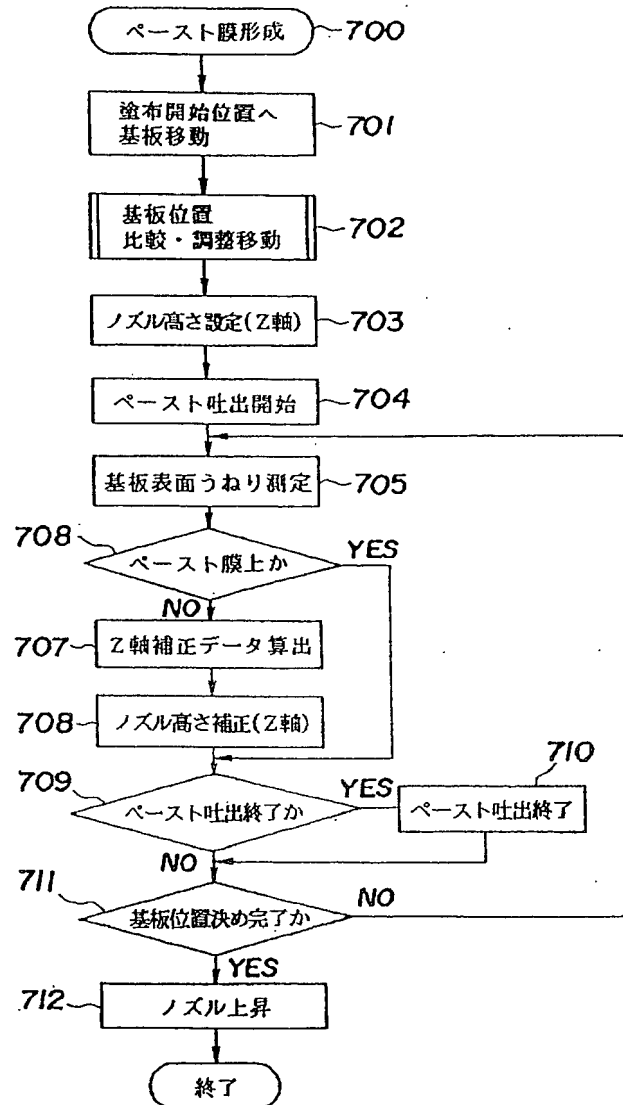 ペースト膜形成
700
塗布開始位置へ
基板移動
701
基板位置
比較・調整移動
702
ノズル高さ設定(Z軸)
703
ペースト吐出開始
704
基板表面うねり測定
705
708
ペースト膜上か
YES
NO
707
Z軸補正データ算出
708
ノズル高さ補正(Z軸)
709
ペースト吐出終了か
YES
710
ペースト吐出終了
NO
711
基板位置決め完了か
NO
YES
712
ノズル上昇
終了